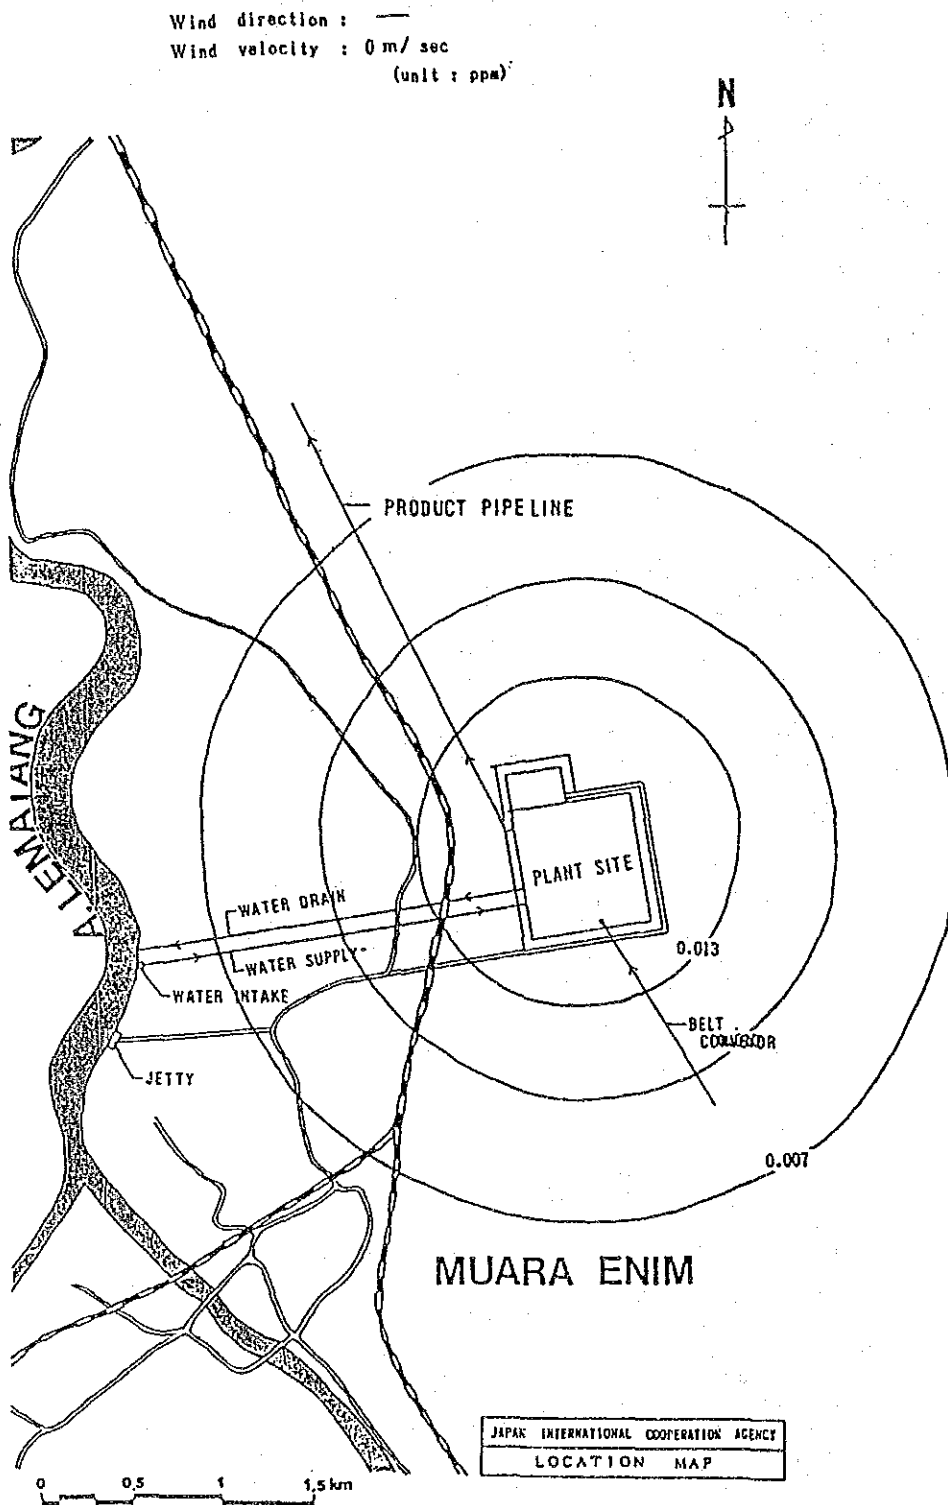 Wind direction : —
Wind velocity : 0 m/ sec
(unit : ppm)
N
PRODUCT PIPELINE
A.LEMATANG
PLANT SITE
WATER DRAIN
WATER SUPPLY
WATER INTAKE
0.013
BELT
JETTY
0.007
MUARA ENIM
JAPAN INTERNATIONAL COOPERATION AGENCY
LOCATION MAP
0 0.5 1 1.5 km